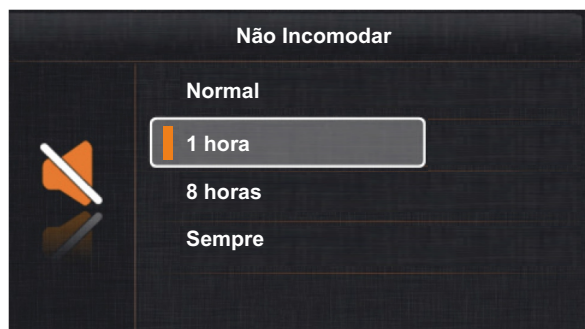 Não Incomodar
Normal
1 hora
8 horas
Sempre